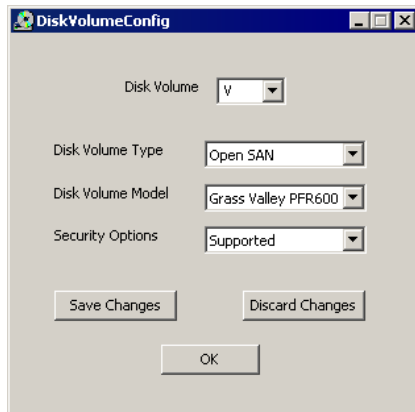 DiskVolumeConfig
Disk Volume V
Disk Volume Type Open SAN
Disk Volume Model Grass Valley PFR600
Security Options Supported
Save Changes Discard Changes
OK